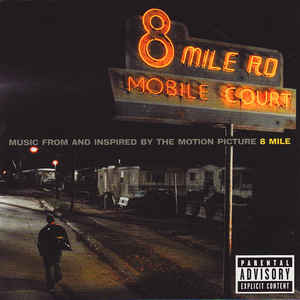 8 MILE RD
MOBILE COURT
MUSIC FROM AND INSPIRED BY THE MOTION PICTURE 8 MILE
PARENTAL
ADVISORY
EXPLICIT CONTENT